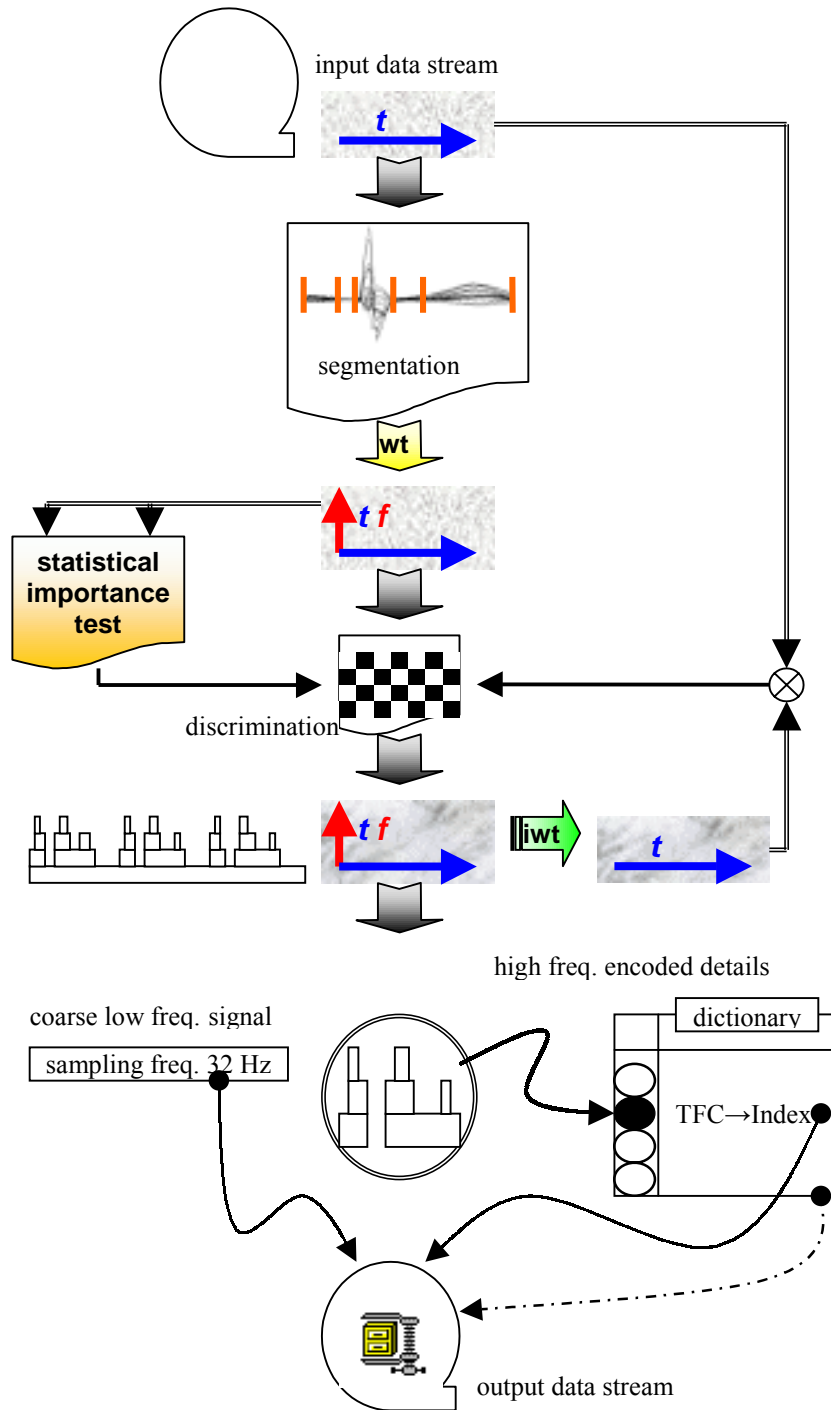 input data stream
t
segmentation
wt
t f
statistical
importance
test
discrimination
t f
iwt
t
high freq. encoded details
coarse low freq. signal
dictionary
sampling freq. 32 Hz
TFC→Index
output data stream